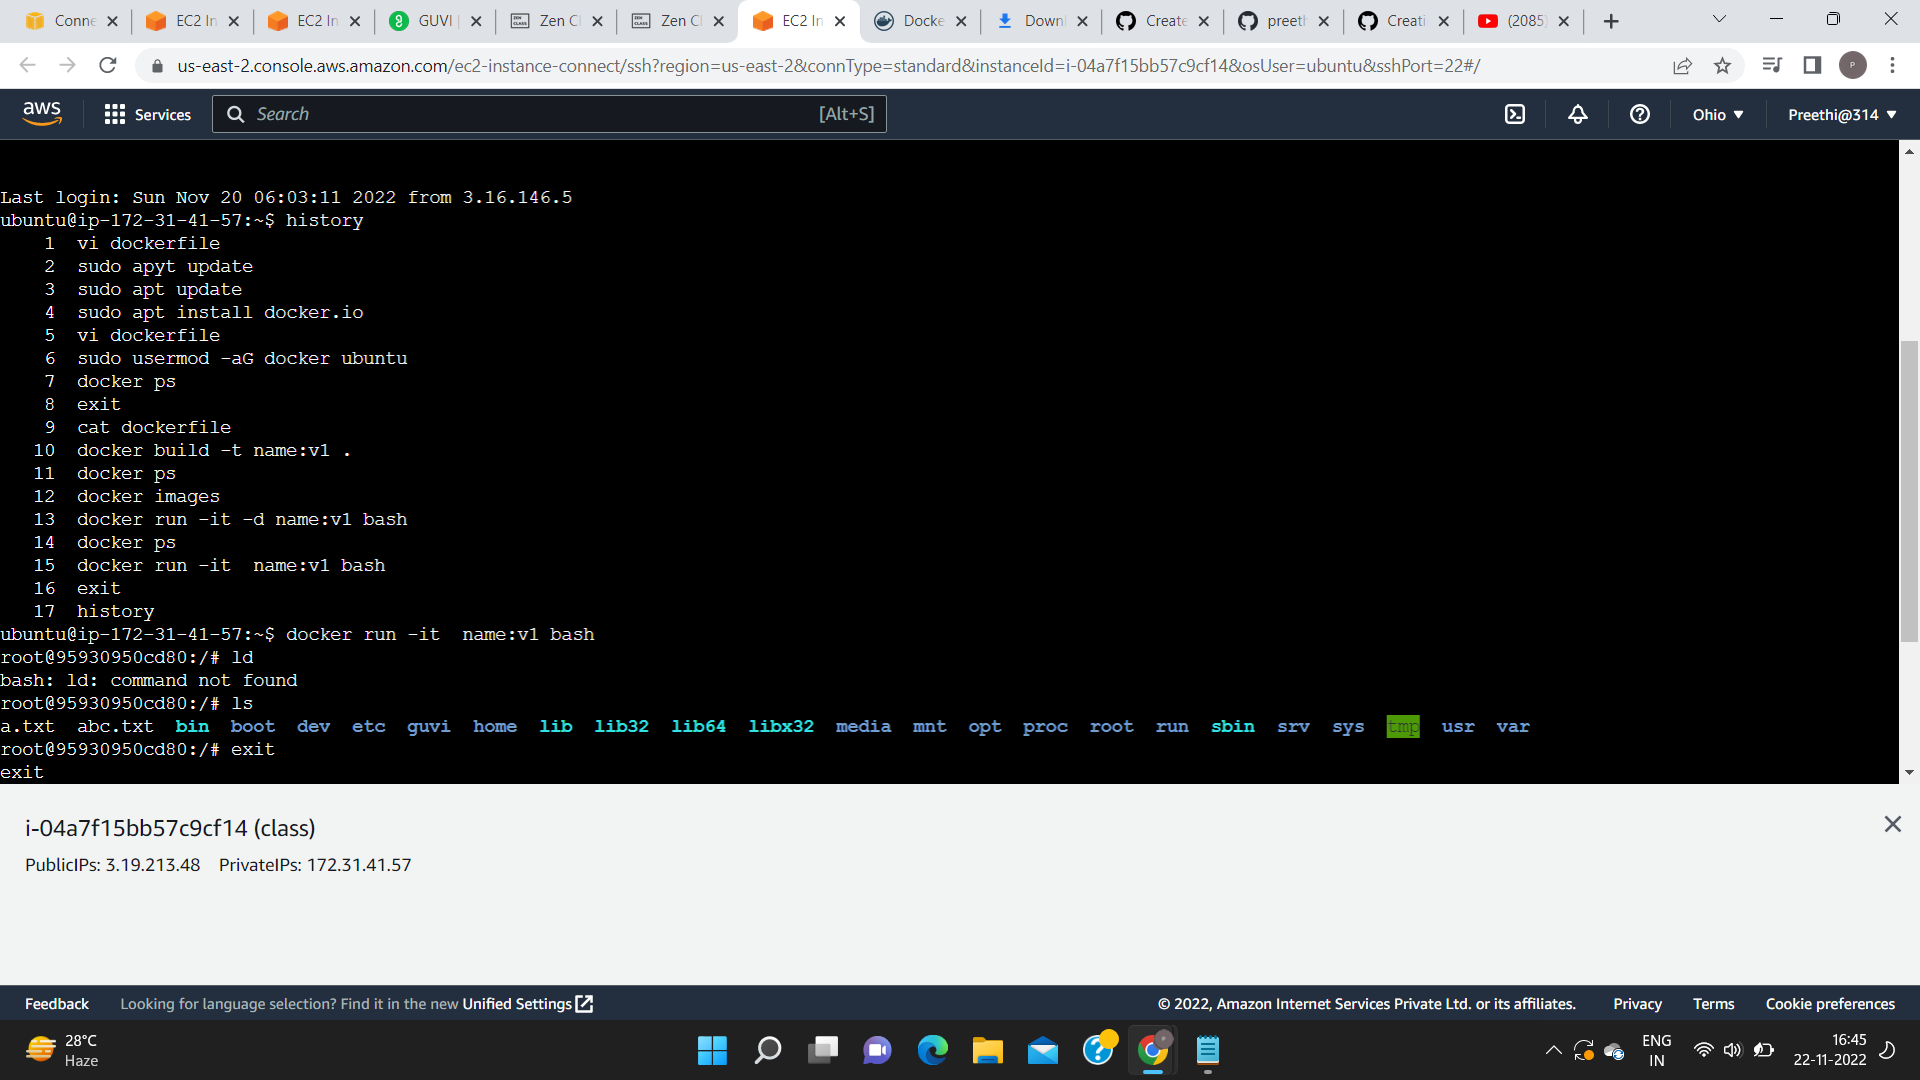 Conne
EC2 In
EC2 In
GUVI
Zen Cl
Zen Cl
EC2 In
Docke
Downl
Create
preeth
Creati
(2085)
us-east-2.console.aws.amazon.com/ec2-instance-connect/ssh?region=us-east-2&connType=standard&instanceId=i-04a7f15bb57c9cf14&osUser=ubuntu&sshPort=22#/
P
aws
Services
Search
[Alt+S]
Ohio
Preethi@314
Last login: Sun Nov 20 06:03:11 2022 from 3.16.146.5
ubuntu@ip-172-31-41-57:~$ history
1  vi dockerfile
2  sudo apyt update
3  sudo apt update
4  sudo apt install docker.io
5  vi dockerfile
6  sudo usermod -aG docker ubuntu
7  docker ps
8  exit
9  cat dockerfile
10  docker build -t name:v1 .
11  docker ps
12  docker images
13  docker run -it -d name:v1 bash
14  docker ps
15  docker run -it  name:v1 bash
16  exit
17  history
ubuntu@ip-172-31-41-57:~$ docker run -it  name:v1 bash
root@95930950cd80:/# ld
bash: ld: command not found
root@95930950cd80:/# ls
a.txt  abc.txt  bin  boot  dev  etc  guvi  home  lib  lib32  lib64  libx32  media  mnt  opt  proc  root  run  sbin  srv  sys  tmp  usr  var
root@95930950cd80:/# exit
exit
i-04a7f15bb57c9cf14 (class)
PublicIPs: 3.19.213.48   PrivateIPs: 172.31.41.57
Feedback
Looking for language selection? Find it in the new Unified Settings
© 2022, Amazon Internet Services Private Ltd. or its affiliates.
Privacy
Terms
Cookie preferences
28°C
Haze
ENG
IN
16:45
22-11-2022